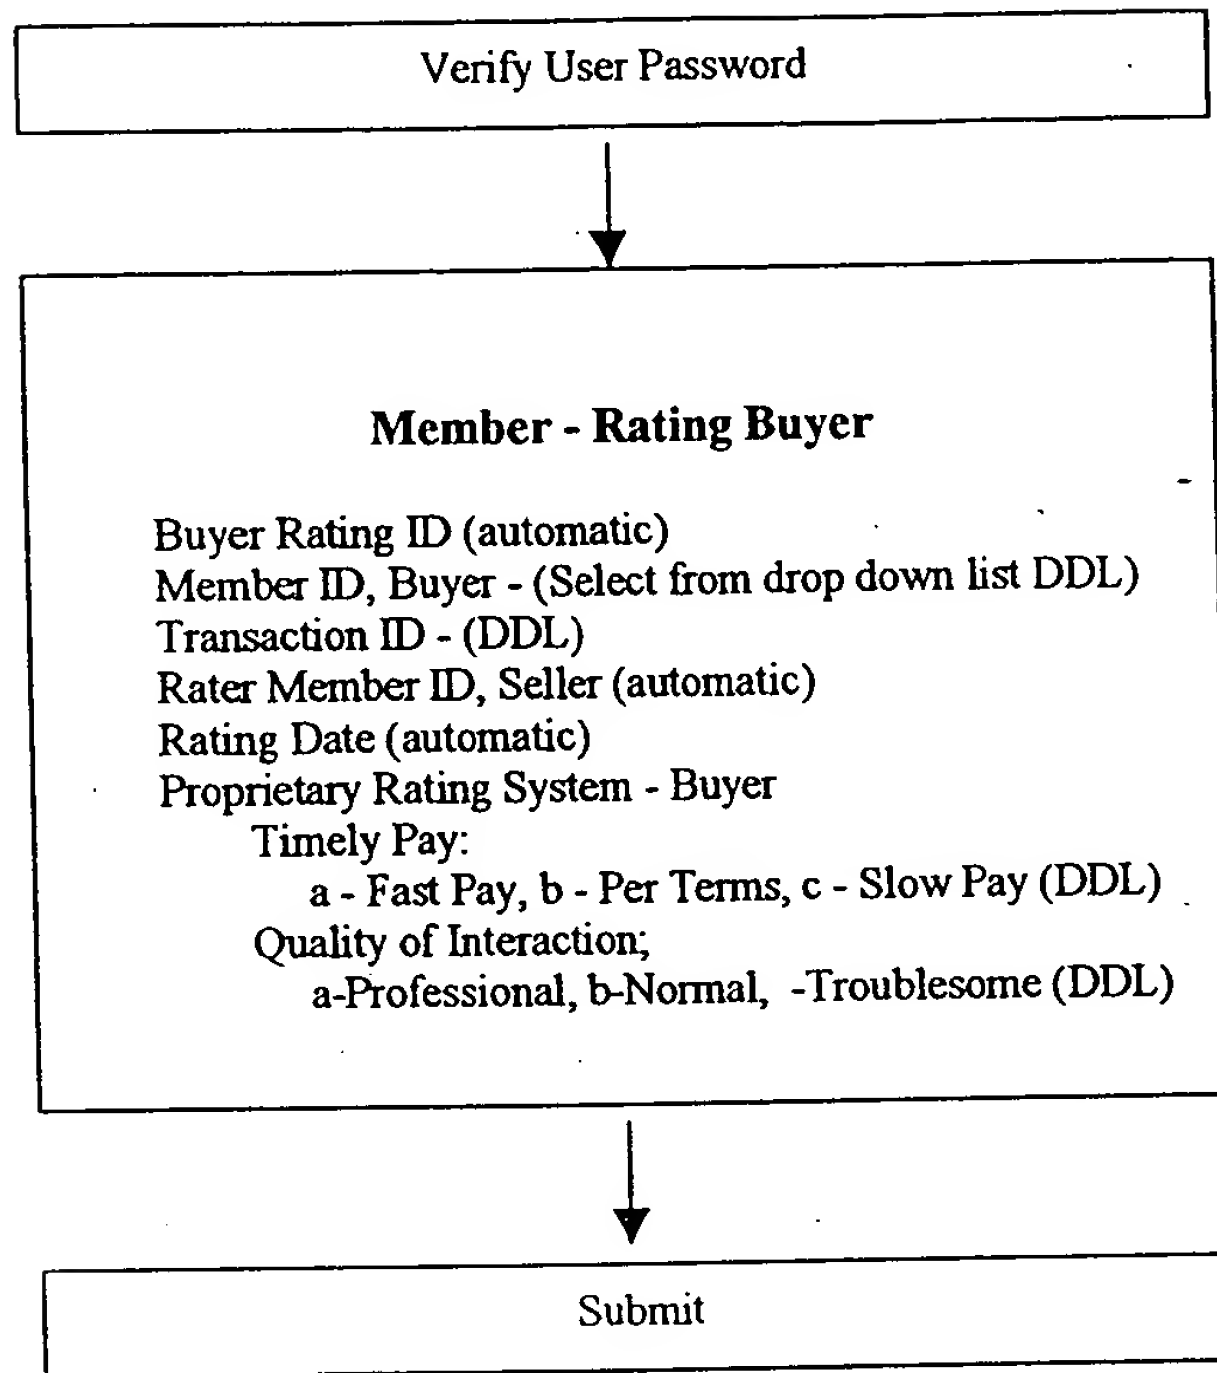 Verify User Password
Member - Rating Buyer
Buyer Rating ID (automatic)
Member ID, Buyer - (Select from drop down list DDL)
Transaction ID - (DDL)
Rater Member ID, Seller (automatic)
Rating Date (automatic)
Proprietary Rating System - Buyer
Timely Pay:
a - Fast Pay, b - Per Terms, c - Slow Pay (DDL)
Quality of Interaction;
a-Professional, b-Normal, -Troublesome (DDL)
Submit